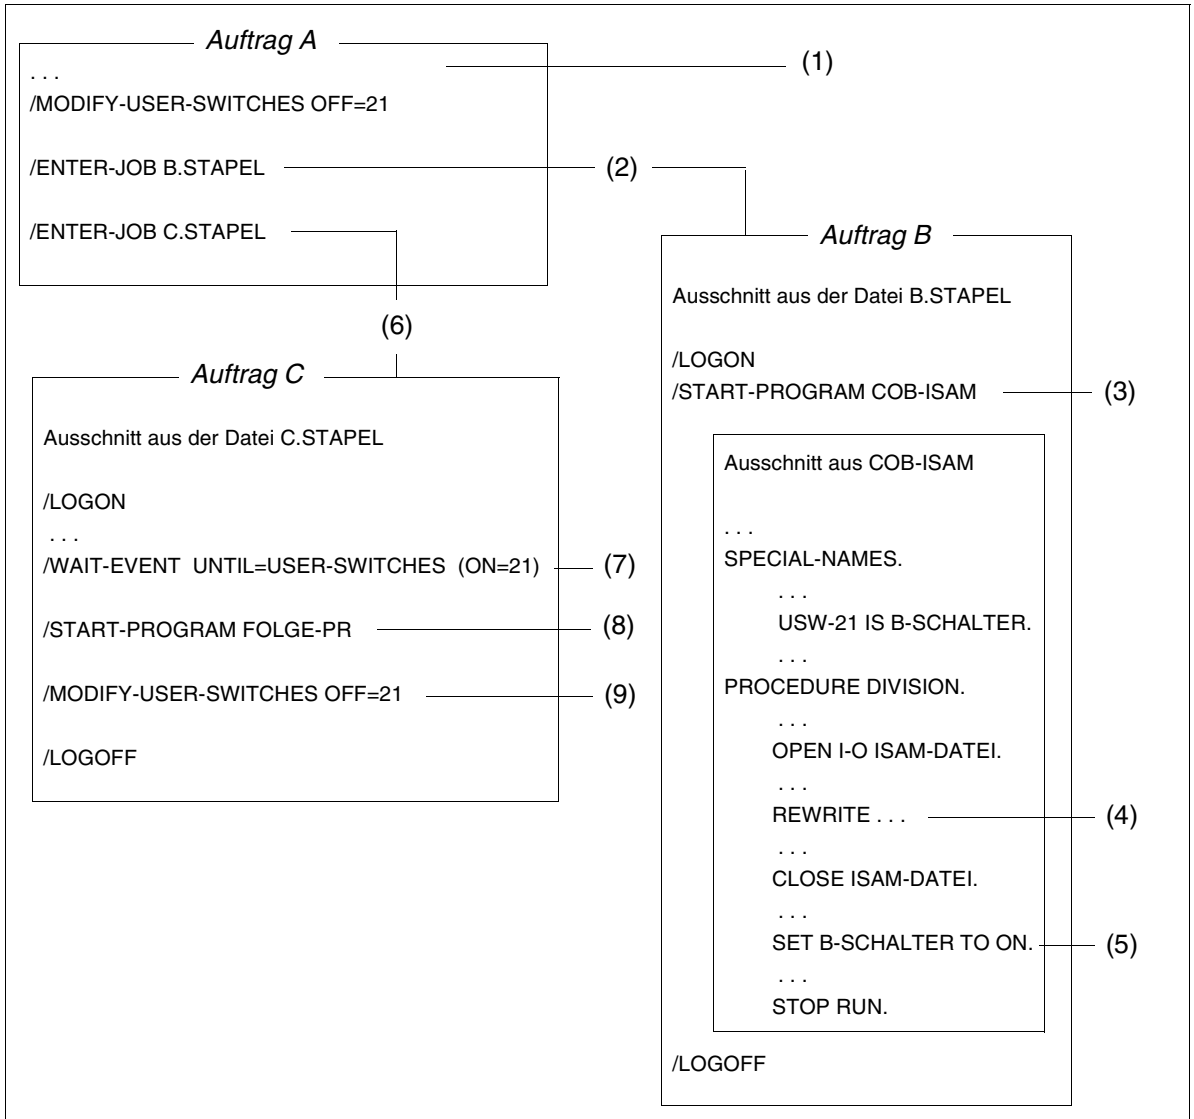 Auftrag A
. . .
(1)
/MODIFY-USER-SWITCHES OFF=21
/ENTER-JOB B.STAPEL
(2)
/ENTER-JOB C.STAPEL
(6)
Auftrag B
Ausschnitt aus der Datei B.STAPEL
/LOGON
/START-PROGRAM COB-ISAM
(3)
Ausschnitt aus COB-ISAM
. . .
SPECIAL-NAMES.
. . .
USW-21 IS B-SCHALTER.
. . .
PROCEDURE DIVISION.
. . .
OPEN I-O ISAM-DATEI.
. . .
REWRITE . . .
(4)
. . .
CLOSE ISAM-DATEI.
. . .
SET B-SCHALTER TO ON.
(5)
. . .
STOP RUN.
/LOGOFF
Auftrag C
Ausschnitt aus der Datei C.STAPEL
/LOGON
. . .
/WAIT-EVENT UNTIL=USER-SWITCHES (ON=21)
(7)
/START-PROGRAM FOLGE-PR
(8)
/MODIFY-USER-SWITCHES OFF=21
(9)
/LOGOFF